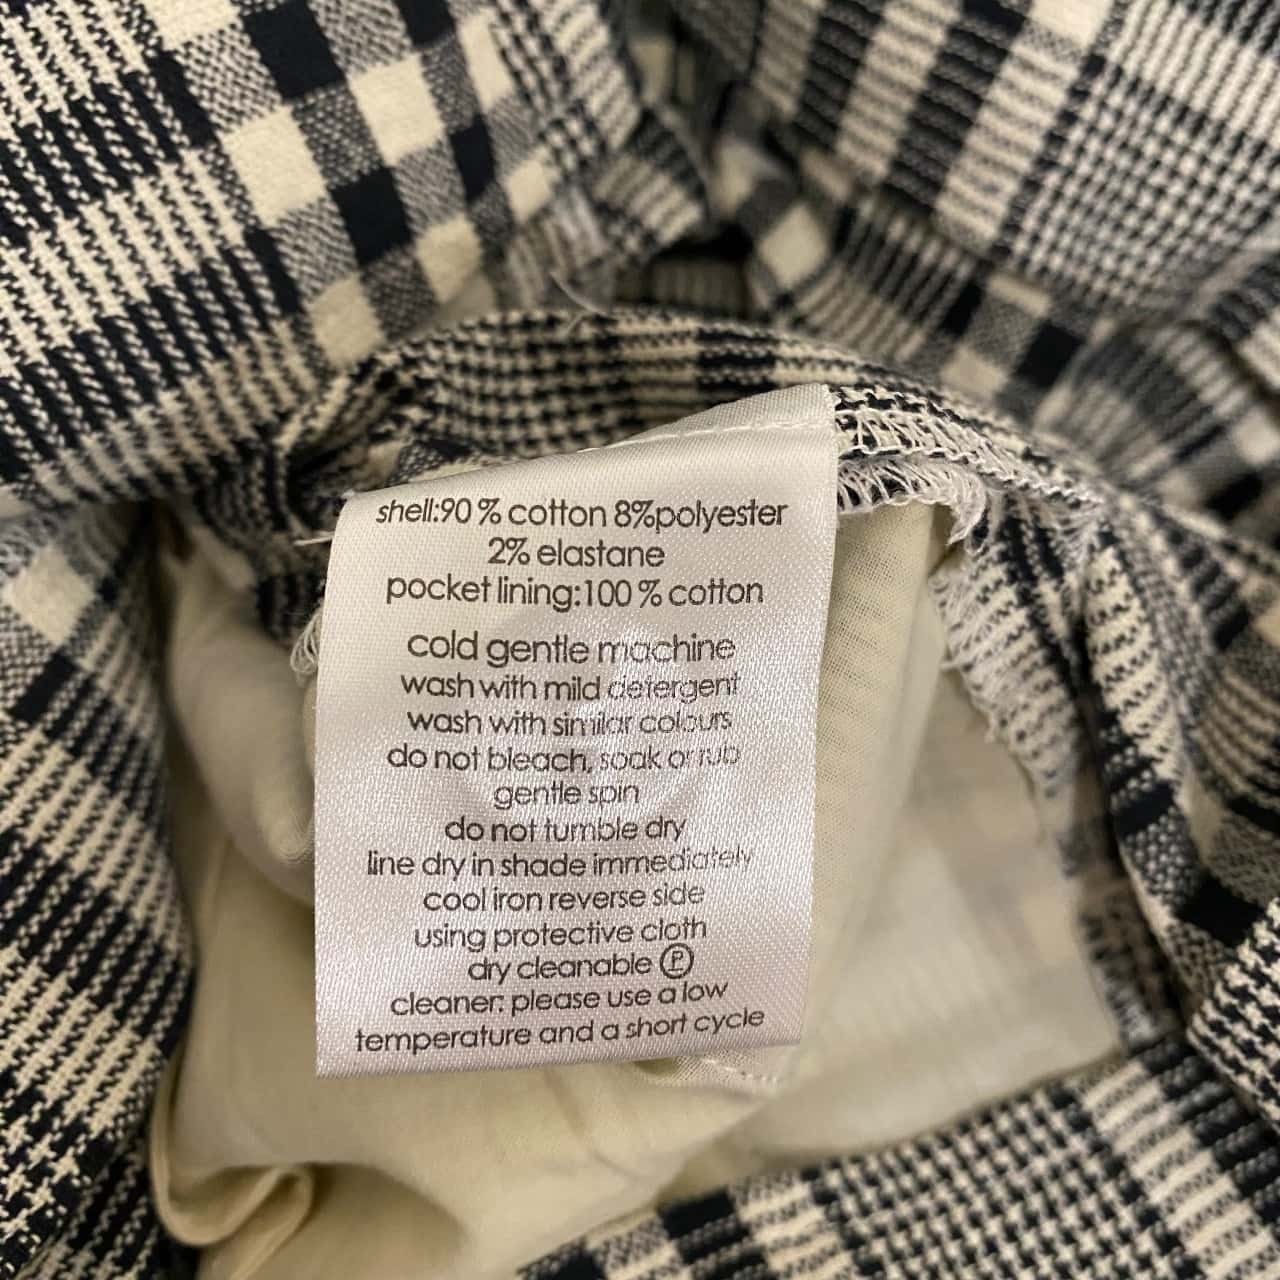 shell:90 % cotton 8%polyester
2% elastane
pocket lining:100 % cotton
cold gentle machine
wash with mild detergent
wash with similar colours
do not bleach, soak or rub
gentle spin
do not tumble dry
line dry in shade immediately
cool iron reverse side
using protective cloth
dry cleanable Ⓟ
cleaner: please use a low
temperature and a short cycle